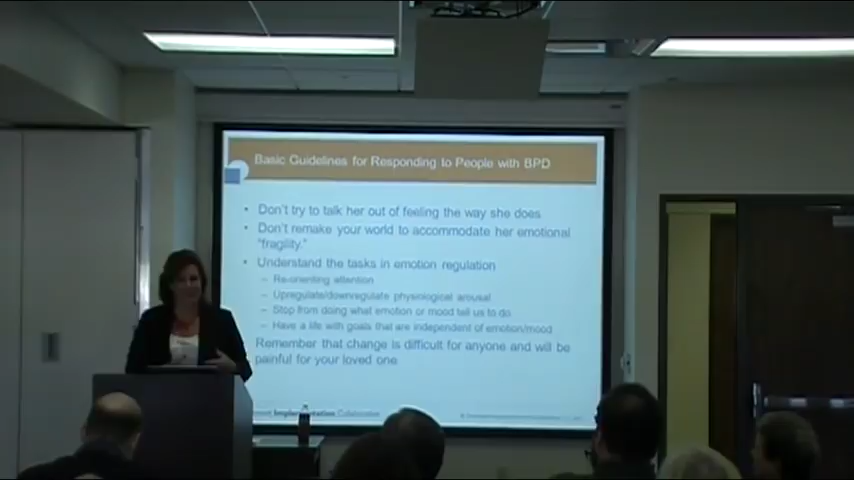 Basic Guidelines for Responding to People with BPD
• Don't try to talk her out of feeling the way she does
• Don't remake your world to accommodate her emotional
"fragility."
• Understand the tasks in emotion regulation
– Re-orienting attention
– Upregulate/downregulate physiological arousal
– Stop from doing what emotion or mood tell us to do
– Have a life with goals that are independent of emotion/mood
Remember that change is difficult for anyone and will be
painful for your loved one
Implementation Collaborative